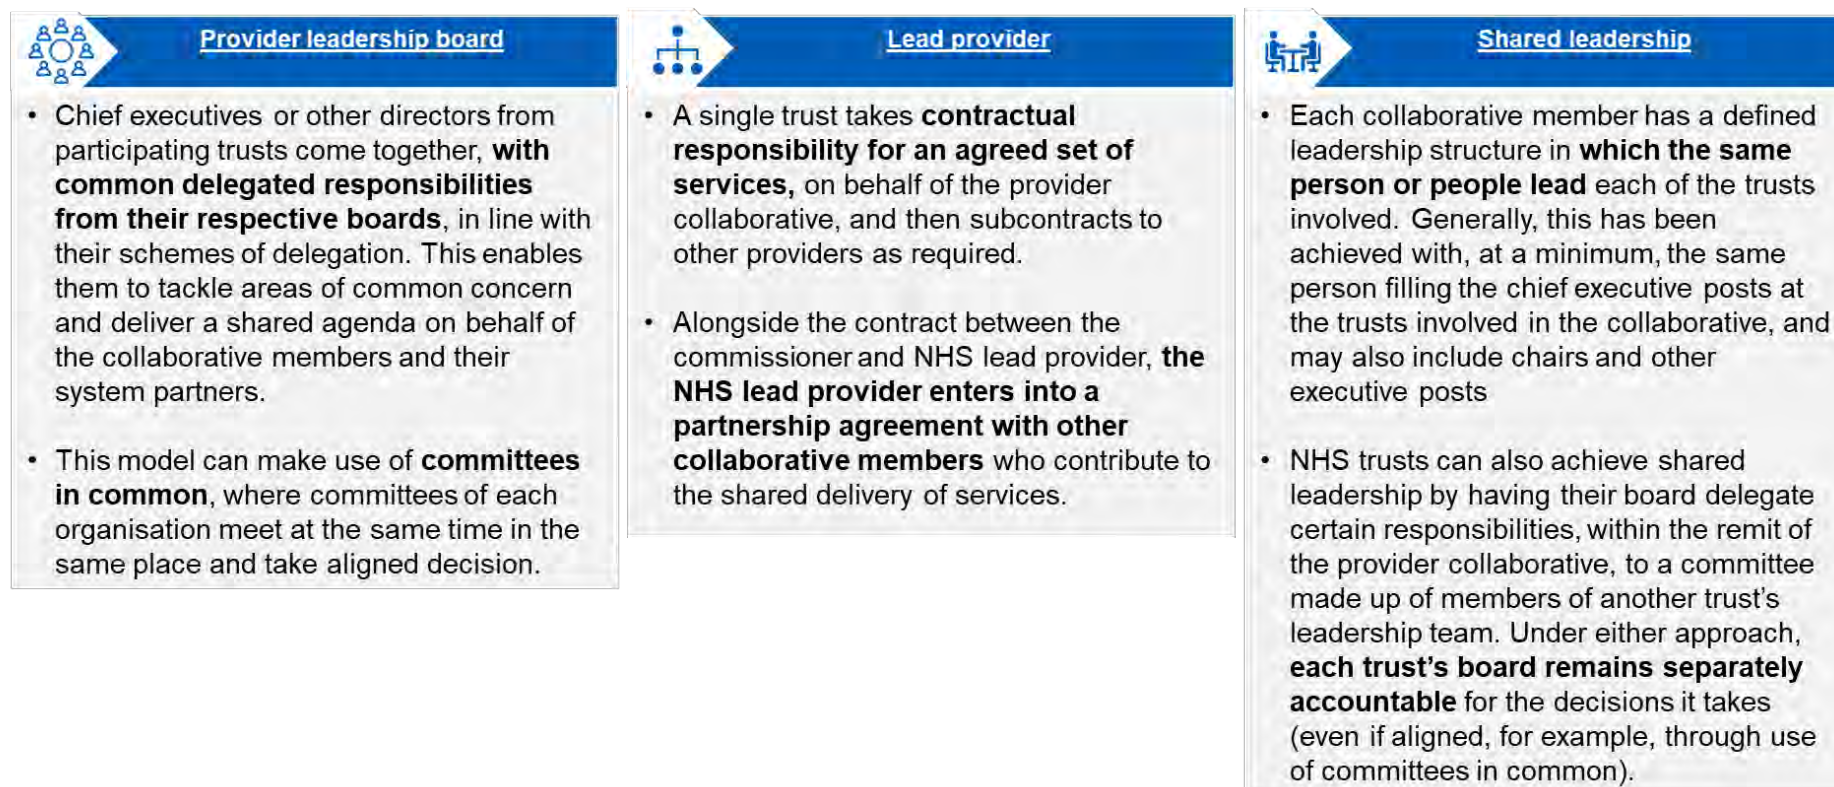 Provider leadership board
• Chief executives or other directors from
participating trusts come together, with
common delegated responsibilities
from their respective boards, in line with
their schemes of delegation. This enables
them to tackle areas of common concern
and deliver a shared agenda on behalf of
the collaborative members and their
system partners.
• This model can make use of committees
in common, where committees of each
organisation meet at the same time in the
same place and take aligned decision.
Lead provider
• A single trust takes contractual
responsibility for an agreed set of
services, on behalf of the provider
collaborative, and then subcontracts to
other providers as required.
• Alongside the contract between the
commissioner and NHS lead provider, the
NHS lead provider enters into a
partnership agreement with other
collaborative members who contribute to
the shared delivery of services.
Shared leadership
• Each collaborative member has a defined
leadership structure in which the same
person or people lead each of the trusts
involved. Generally, this has been
achieved with, at a minimum, the same
person filling the chief executive posts at
the trusts involved in the collaborative, and
may also include chairs and other
executive posts
• NHS trusts can also achieve shared
leadership by having their board delegate
certain responsibilities, within the remit of
the provider collaborative, to a committee
made up of members of another trust's
leadership team. Under either approach,
each trust's board remains separately
accountable for the decisions it takes
(even if aligned, for example, through use
of committees in common).